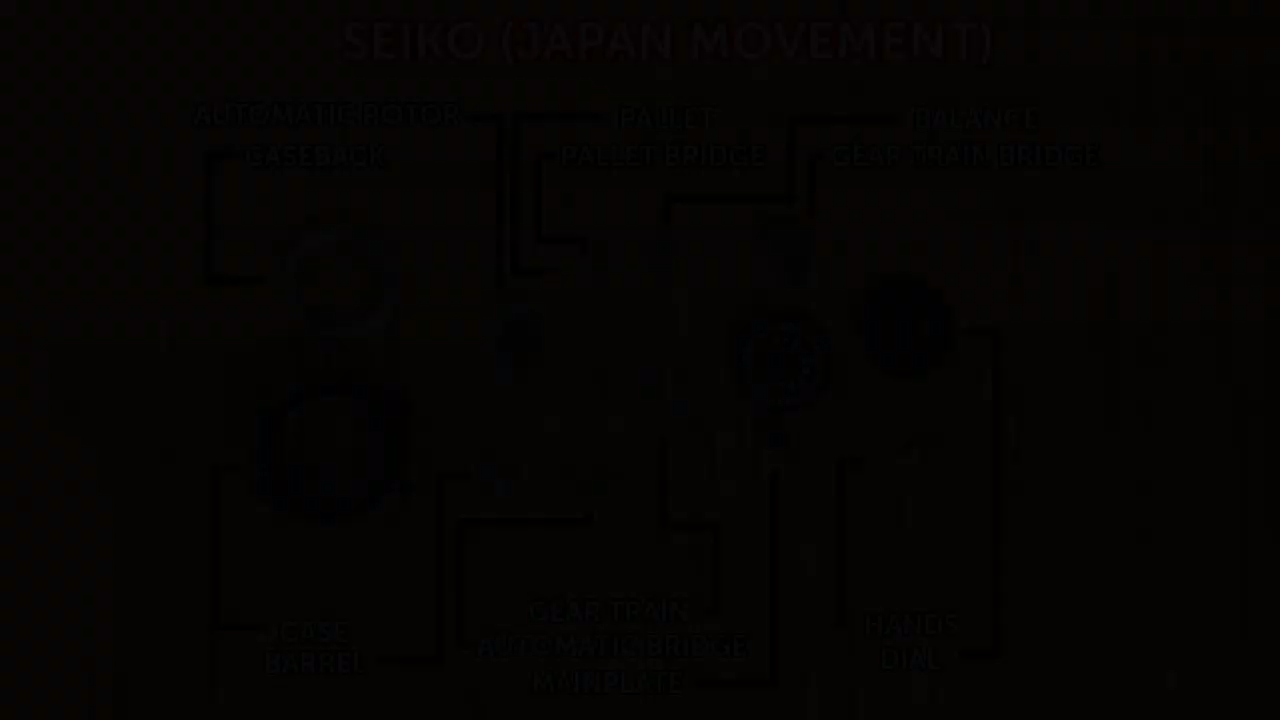 SEIKO (JAPAN MOVEMENT)
AUTOMATIC ROTOR
CASEBACK
PALLET
PALLET BRIDGE
BALANCE
GEAR TRAIN BRIDGE
CASE
BARREL
GEAR TRAIN
AUTOMATIC BRIDGE
MAINPLATE
HANDS
DIAL